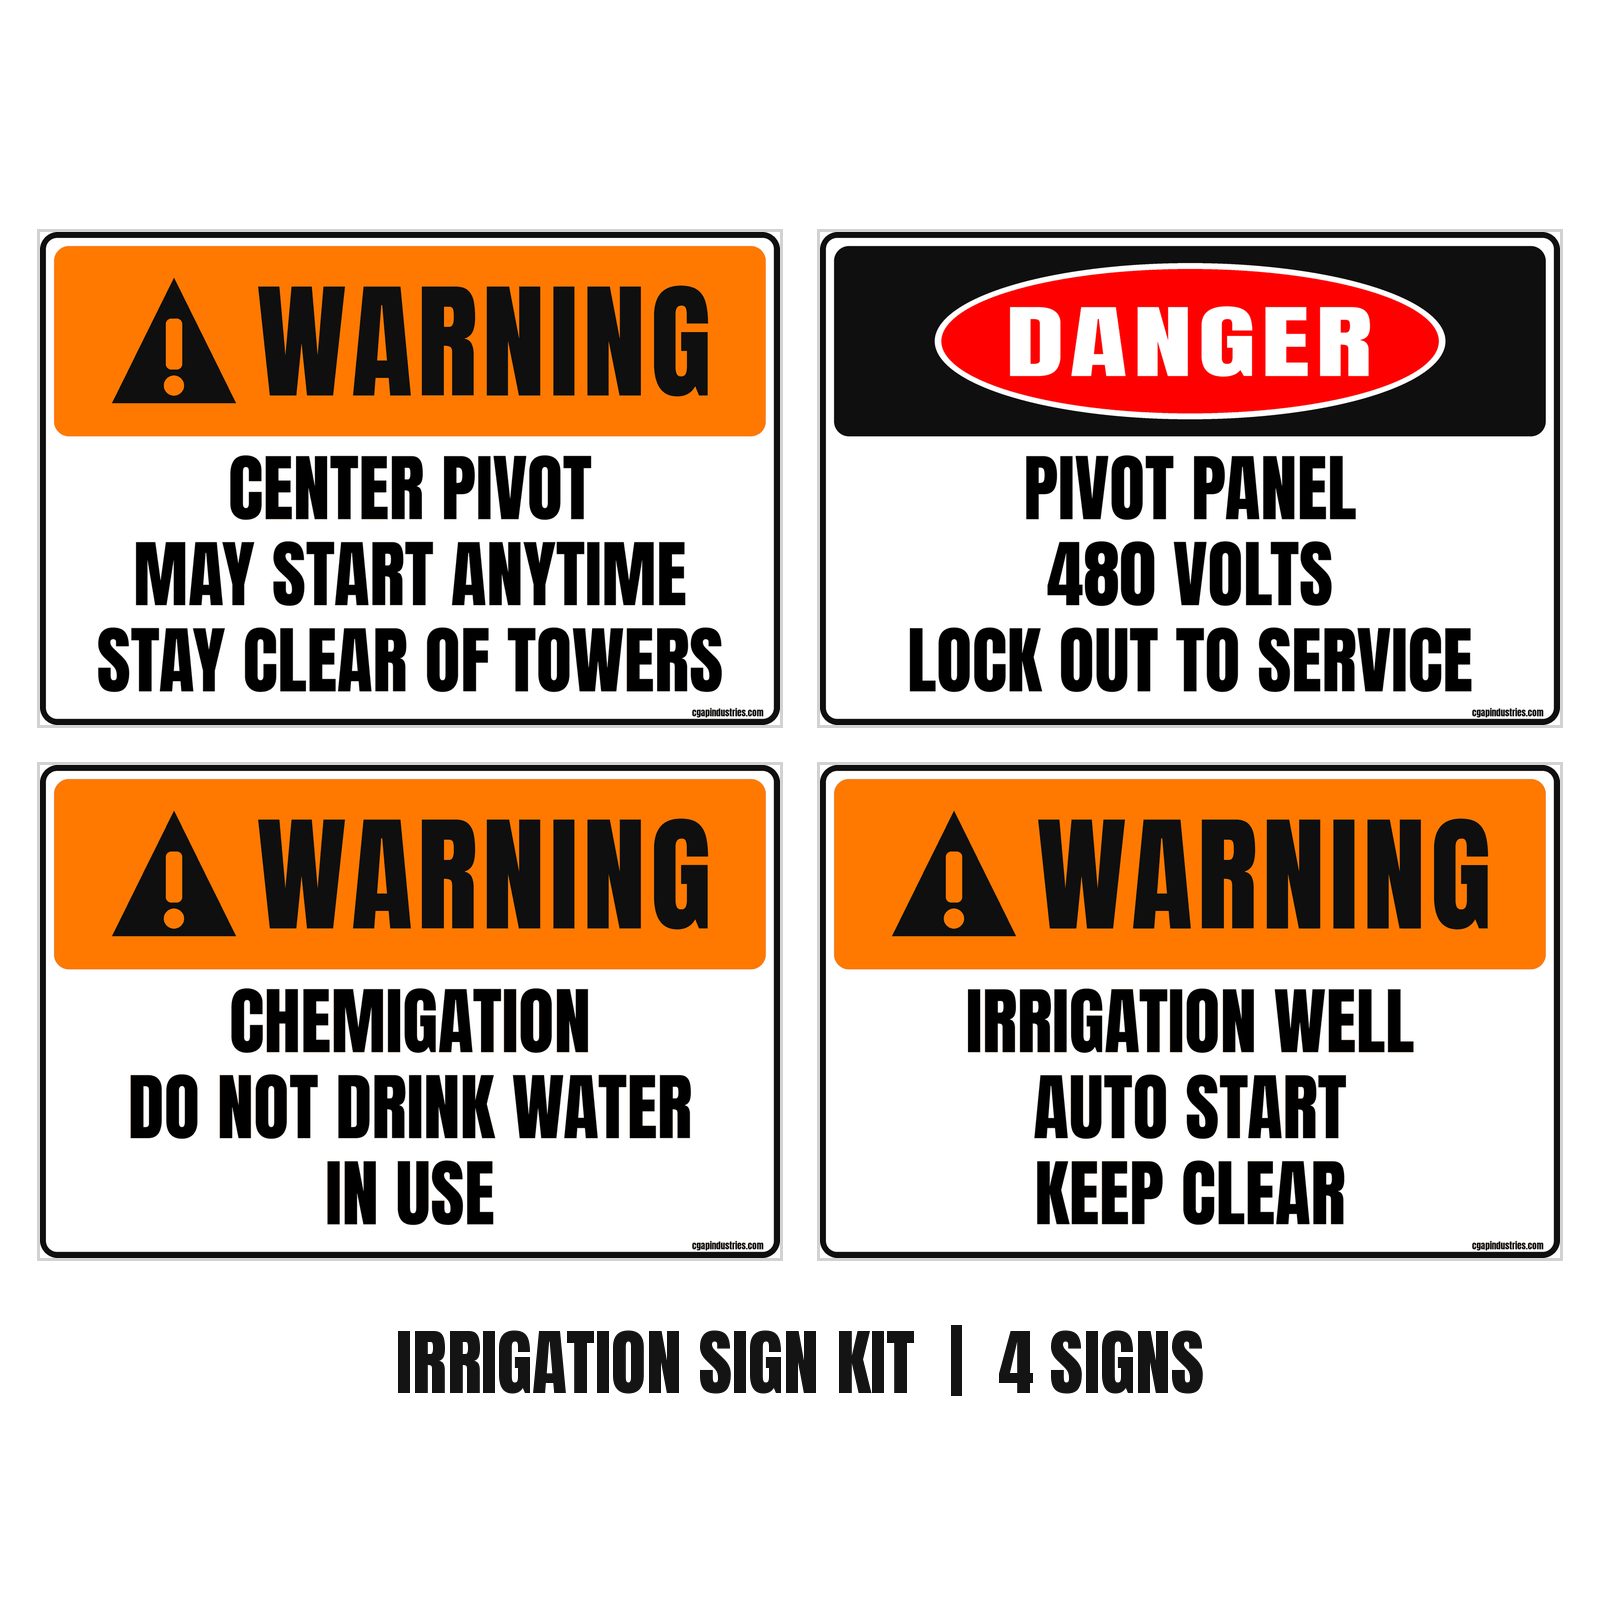 WARNING
CENTER PIVOT
MAY START ANYTIME
STAY CLEAR OF TOWERS
cgapindustries.com
DANGER
PIVOT PANEL
480 VOLTS
LOCK OUT TO SERVICE
cgapindustries.com
WARNING
CHEMIGATION
DO NOT DRINK WATER
IN USE
cgapindustries.com
WARNING
IRRIGATION WELL
AUTO START
KEEP CLEAR
cgapindustries.com
IRRIGATION SIGN KIT | 4 SIGNS